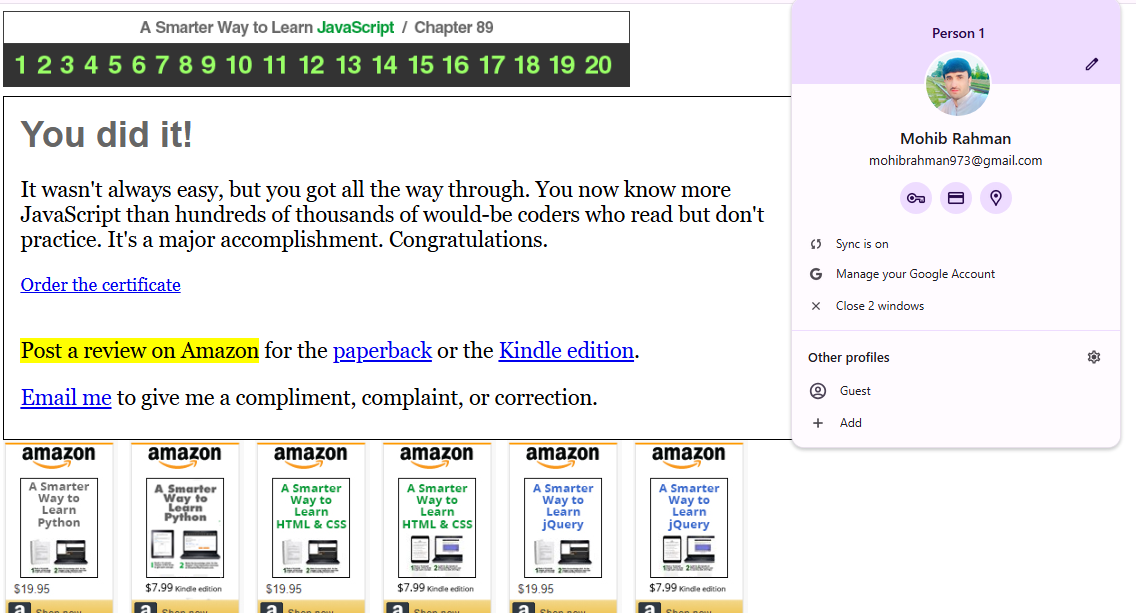 A Smarter Way to Learn JavaScript / Chapter 89
1 2 3 4 5 6 7 8 9 10 11 12 13 14 15 16 17 18 19 20
You did it!
It wasn't always easy, but you got all the way through. You now know more
JavaScript than hundreds of thousands of would-be coders who read but don't
practice. It's a major accomplishment. Congratulations.
Order the certificate
Post a review on Amazon for the paperback or the Kindle edition.
Email me to give me a compliment, complaint, or correction.
Person 1
Mohib Rahman
mohibrahman973@gmail.com
Sync is on
Manage your Google Account
Close 2 windows
Other profiles
Guest
Add
amazon
A Smarter
Way to
Learn
Python
$19.95
Shop now
amazon
A Smarter
Way to
Learn
Python
$7.99 Kindle edition
Shop now
amazon
A Smarter
Way to
Learn
HTML & CSS
$19.95
Shop now
amazon
A Smarter
Way to
Learn
HTML & CSS
$7.99 Kindle edition
Shop now
amazon
A Smarter
Way to
Learn
jQuery
$19.95
Shop now
amazon
A Smarter
Way to
Learn
jQuery
$7.99 Kindle edition
Shop now